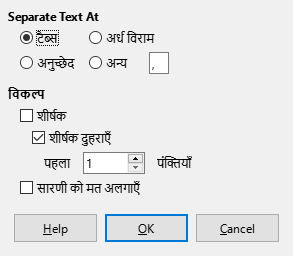 Separate Text At
टैब्स अर्ध विराम
अनुच्छेद अन्य ,
विकल्प
शीर्षक
शीर्षक दुहराएँ
पहला 1 पंक्तियाँ
सारणी को मत अलगाएँ
Help OK Cancel